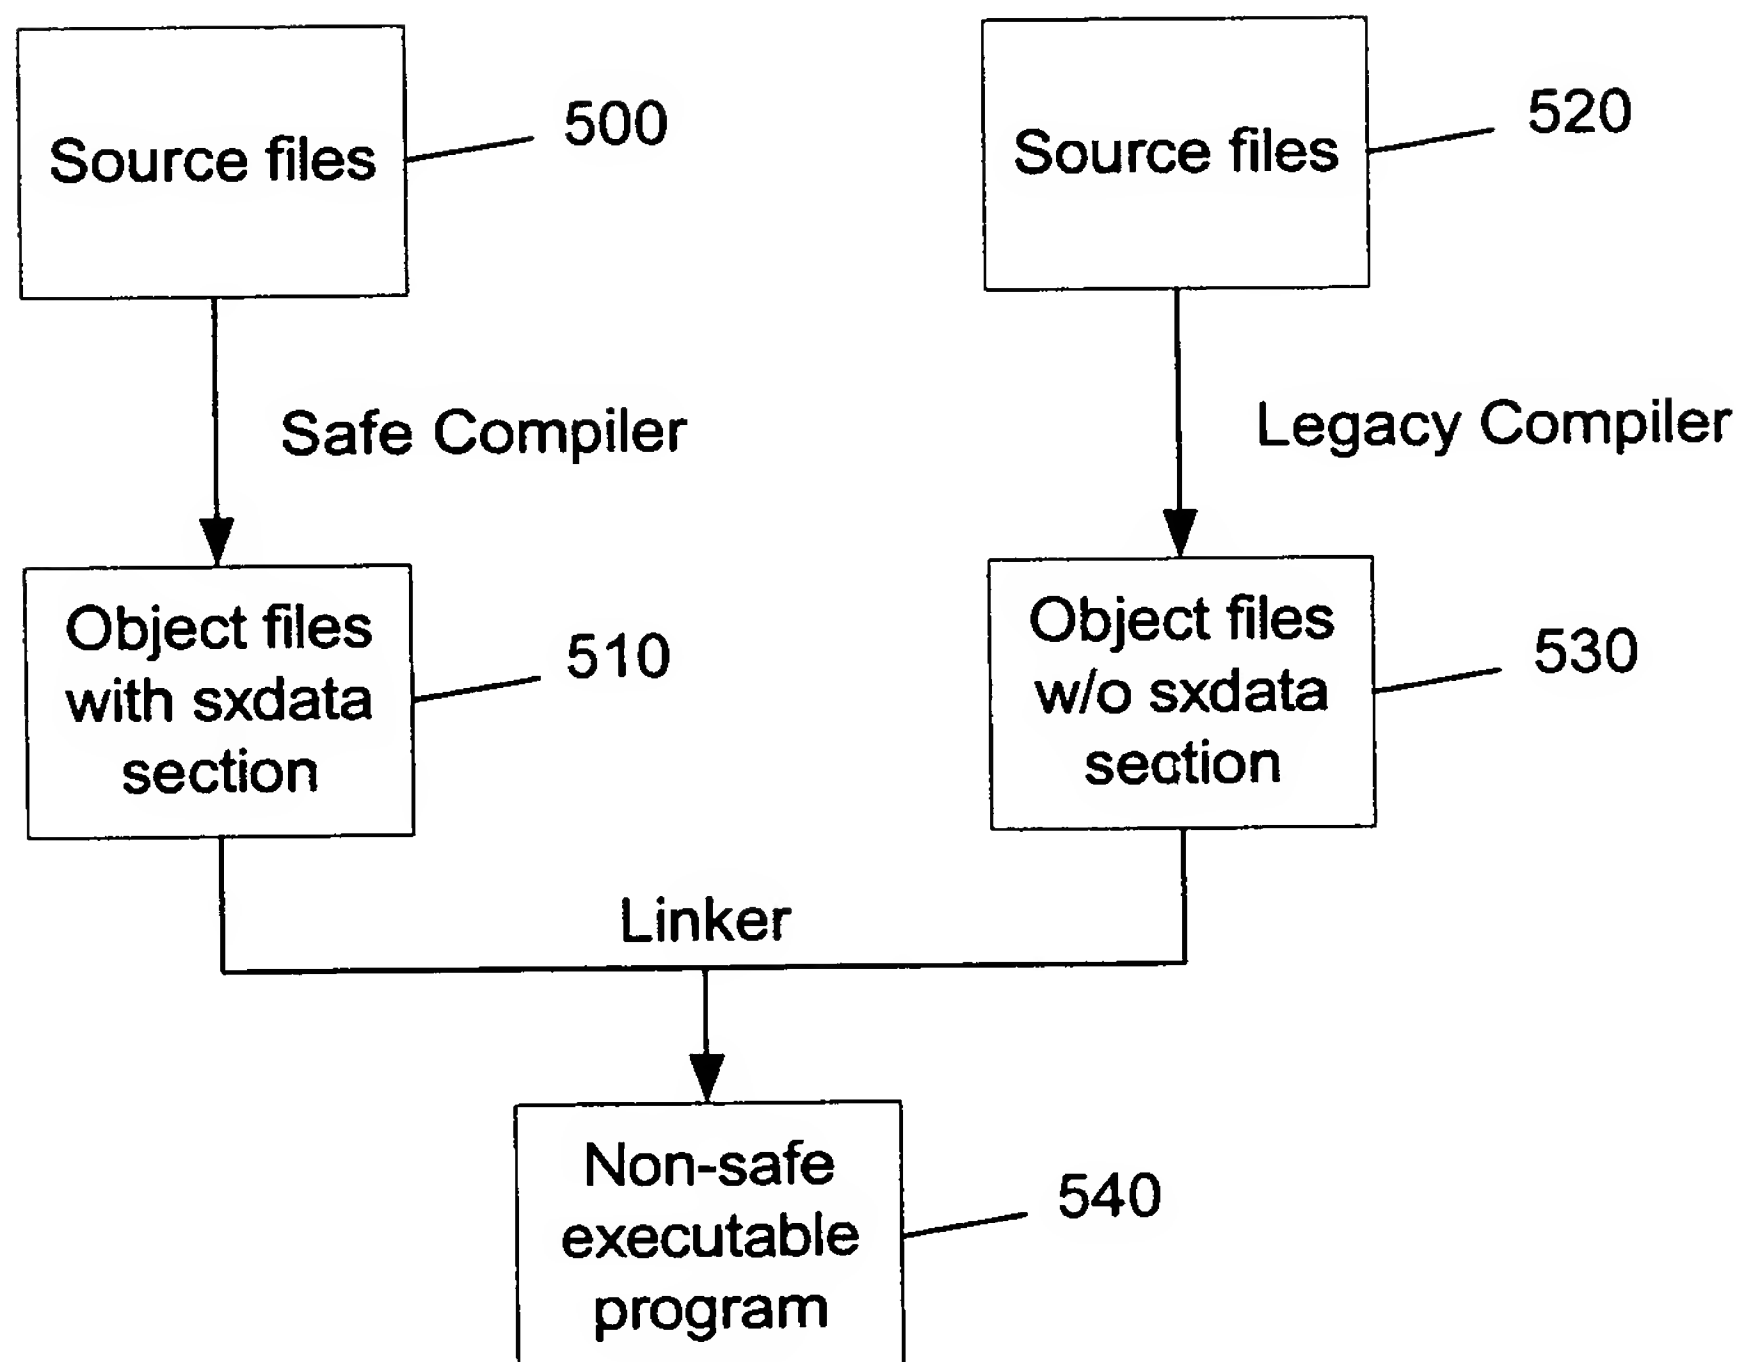 Source files
500
Source files
520
Safe Compiler
Legacy Compiler
Object files
with sxdata
section
510
Object files
w/o sxdata
section
530
Linker
Non-safe
executable
program
540